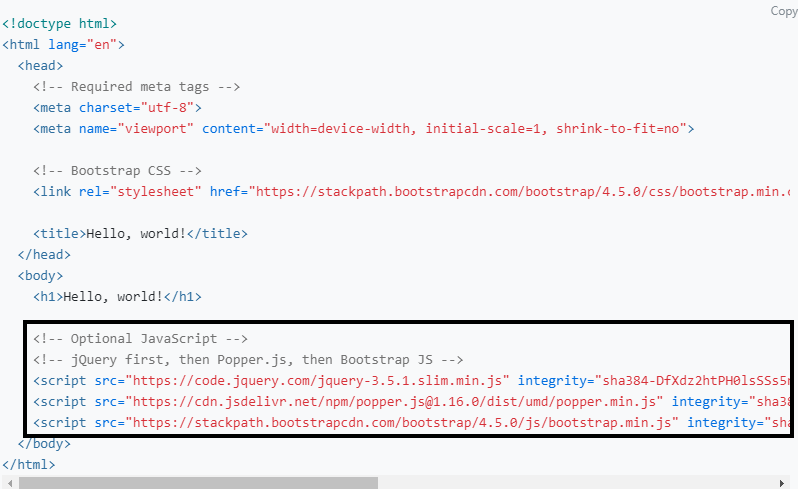 Copy
<!doctype html>
<html lang="en">
<head>
<!-- Required meta tags -->
<meta charset="utf-8">
<meta name="viewport" content="width=device-width, initial-scale=1, shrink-to-fit=no">
<!-- Bootstrap CSS -->
<link rel="stylesheet" href="https://stackpath.bootstrapcdn.com/bootstrap/4.5.0/css/bootstrap.min.c
<title>Hello, world!</title>
</head>
<body>
<h1>Hello, world!</h1>
<!-- Optional JavaScript -->
<!-- jQuery first, then Popper.js, then Bootstrap JS -->
<script src="https://code.jquery.com/jquery-3.5.1.slim.min.js" integrity="sha384-DfXdz2htPH0lsSSs5n
<script src="https://cdn.jsdelivr.net/npm/popper.js@1.16.0/dist/umd/popper.min.js" integrity="sha38
<script src="https://stackpath.bootstrapcdn.com/bootstrap/4.5.0/js/bootstrap.min.js" integrity="sha
</body>
</html>